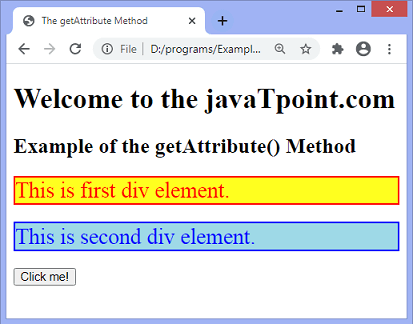 The getAttribute Method
File | D:/programs/Exampl...
Welcome to the javaTpoint.com
Example of the getAttribute() Method
This is first div element.
This is second div element.
Click me!